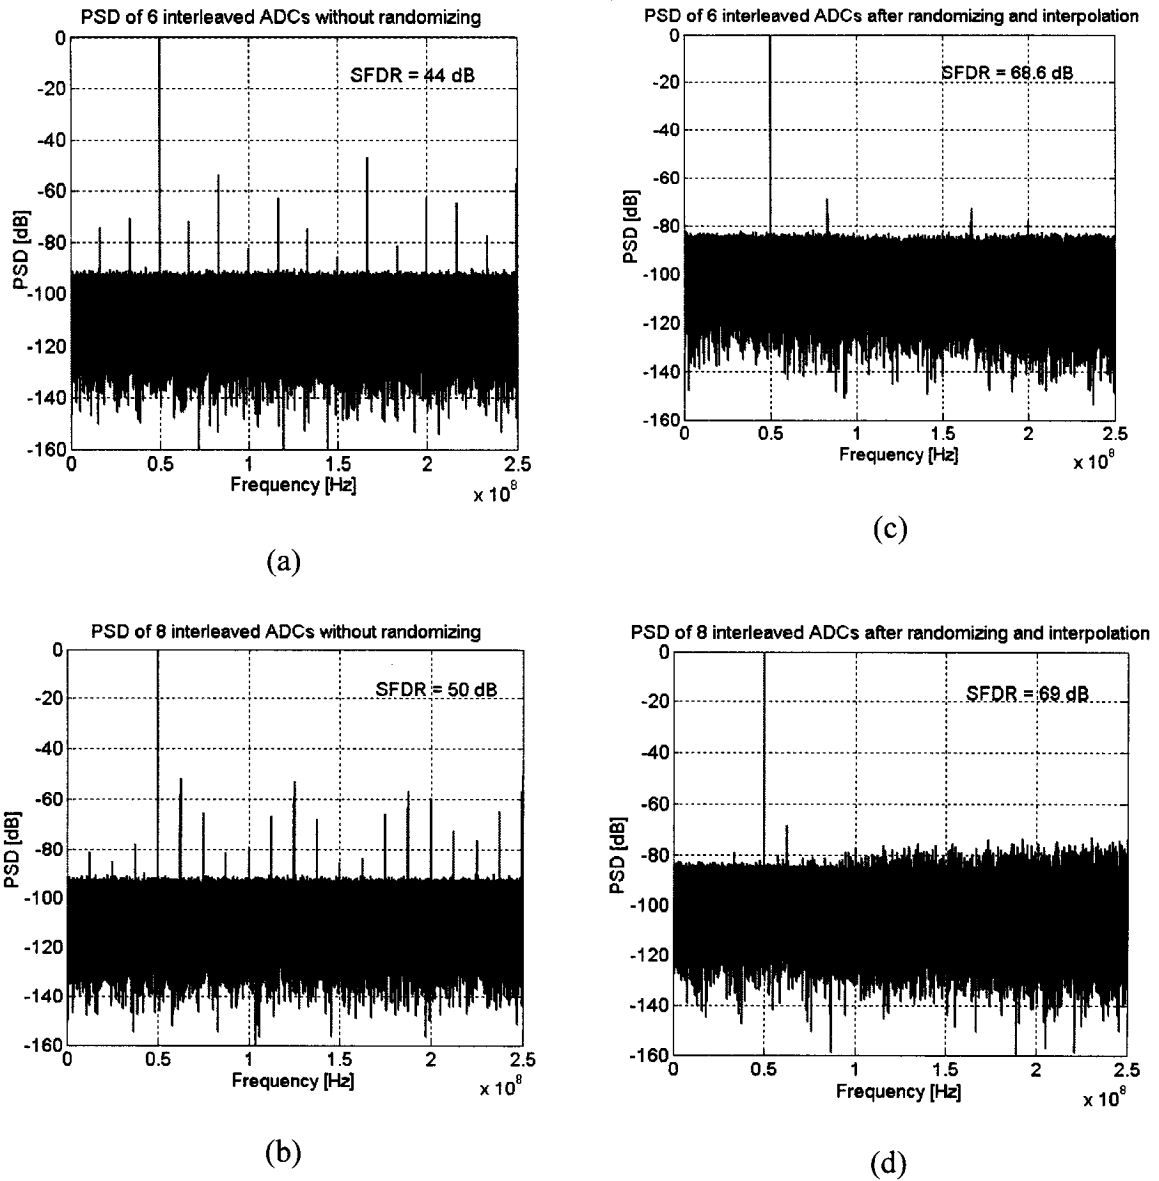 PSD of 6 interleaved ADCs without randomizing
SFDR = 44 dB
PSD [dB]
0
-20
-40
-60
-80
-100
-120
-140
-160
0 0.5 1 1.5 2 2.5
Frequency [Hz]
x 10^8
(a)
PSD of 6 interleaved ADCs after randomizing and interpolation
SFDR = 68.6 dB
PSD [dB]
0
-20
-40
-60
-80
-100
-120
-140
-160
0 0.5 1 1.5 2 2.5
Frequency [Hz]
x 10^8
(c)
PSD of 8 interleaved ADCs without randomizing
SFDR = 50 dB
PSD [dB]
0
-20
-40
-60
-80
-100
-120
-140
-160
0 0.5 1 1.5 2 2.5
Frequency [Hz]
x 10^8
(b)
PSD of 8 interleaved ADCs after randomizing and interpolation
SFDR = 69 dB
PSD [dB]
0
-20
-40
-60
-80
-100
-120
-140
-160
0 0.5 1 1.5 2 2.5
Frequency [Hz]
x 10^8
(d)